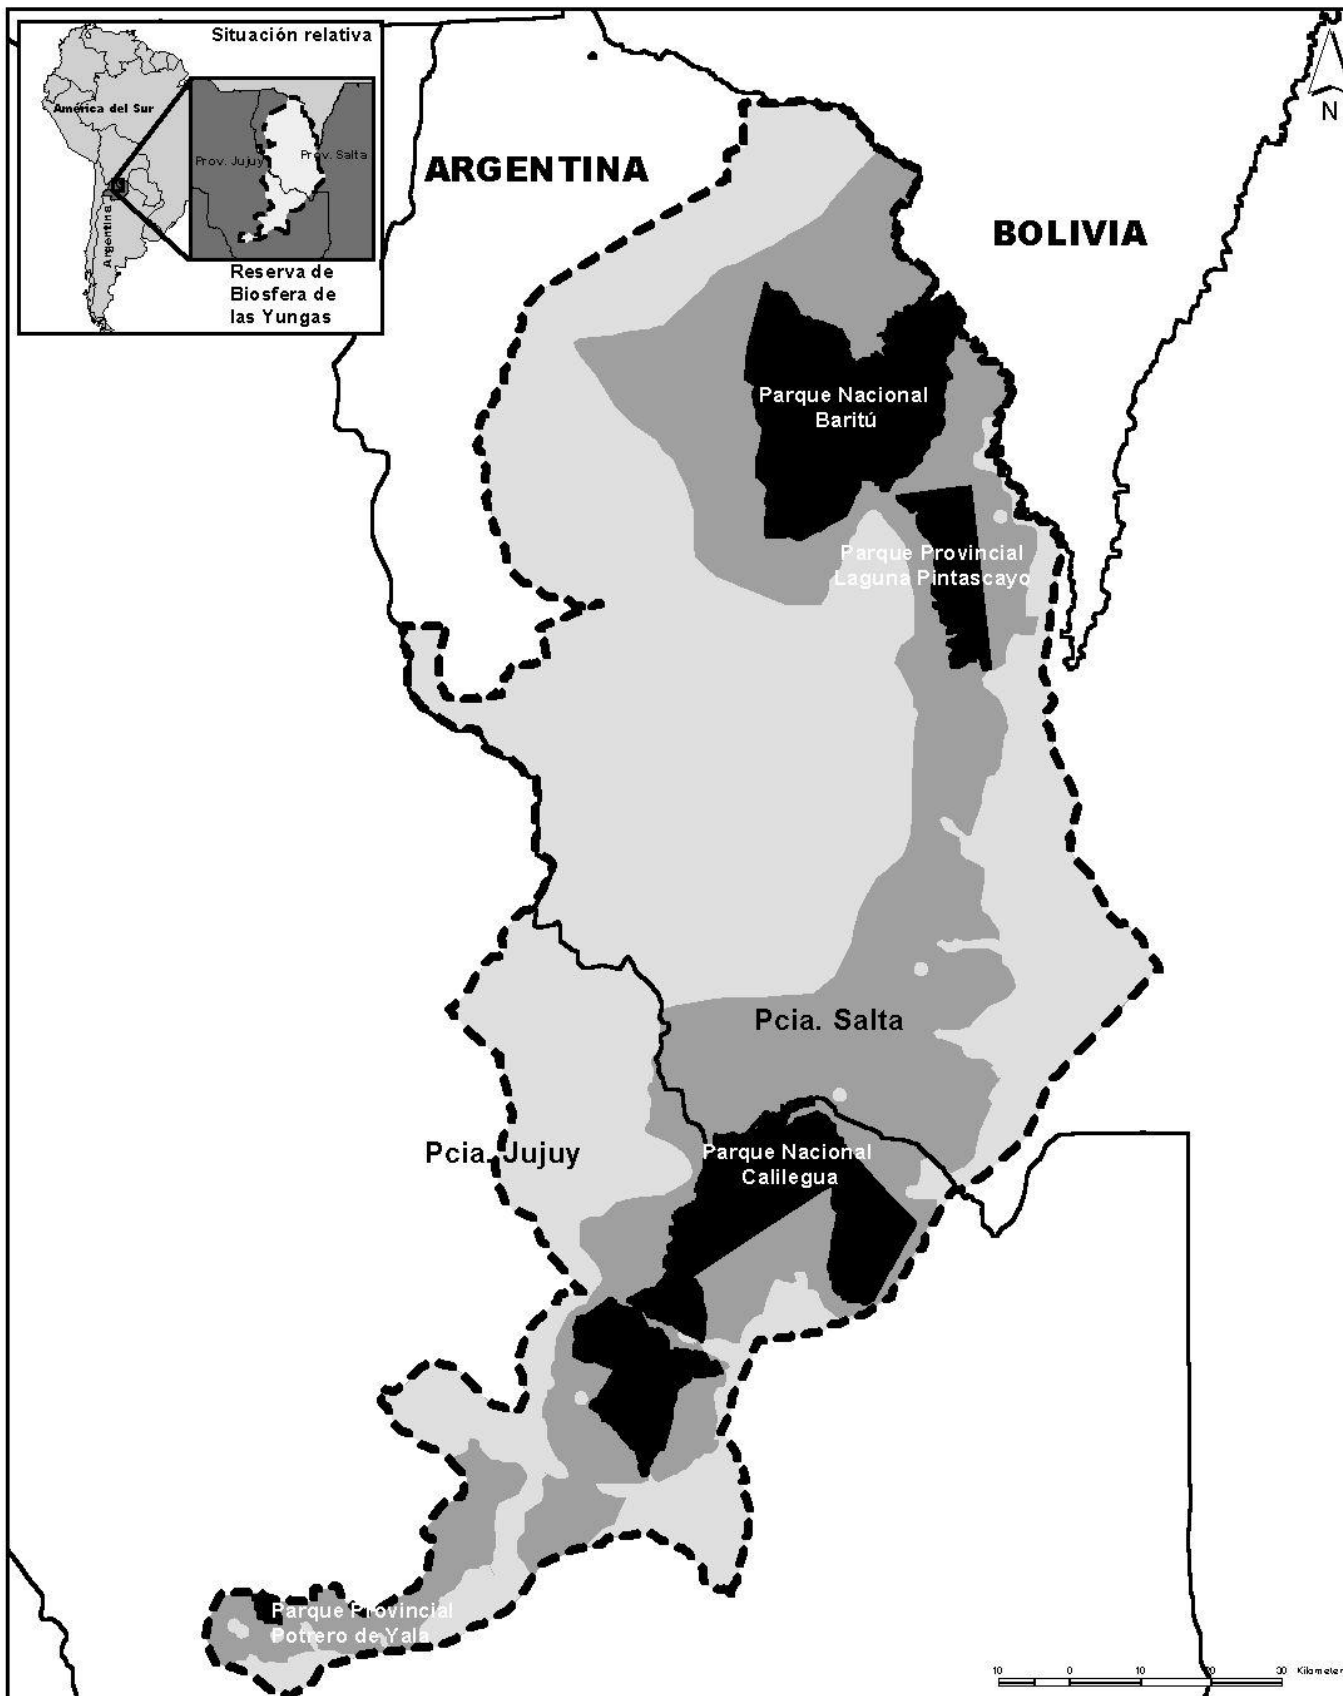 Situación relativa
América del Sur
Prov. Jujuy
Prov. Salta
Argentina
Reserva de
Biosfera de
las Yungas
N
ARGENTINA
BOLIVIA
Parque Nacional
Baritú
Parque Provincial
Laguna Pintascayo
Pcia. Salta
Pcia. Jujuy
Parque Nacional
Calilegua
Parque Provincial
Potrero de Yala
10 0 10 20 30 Kilometer